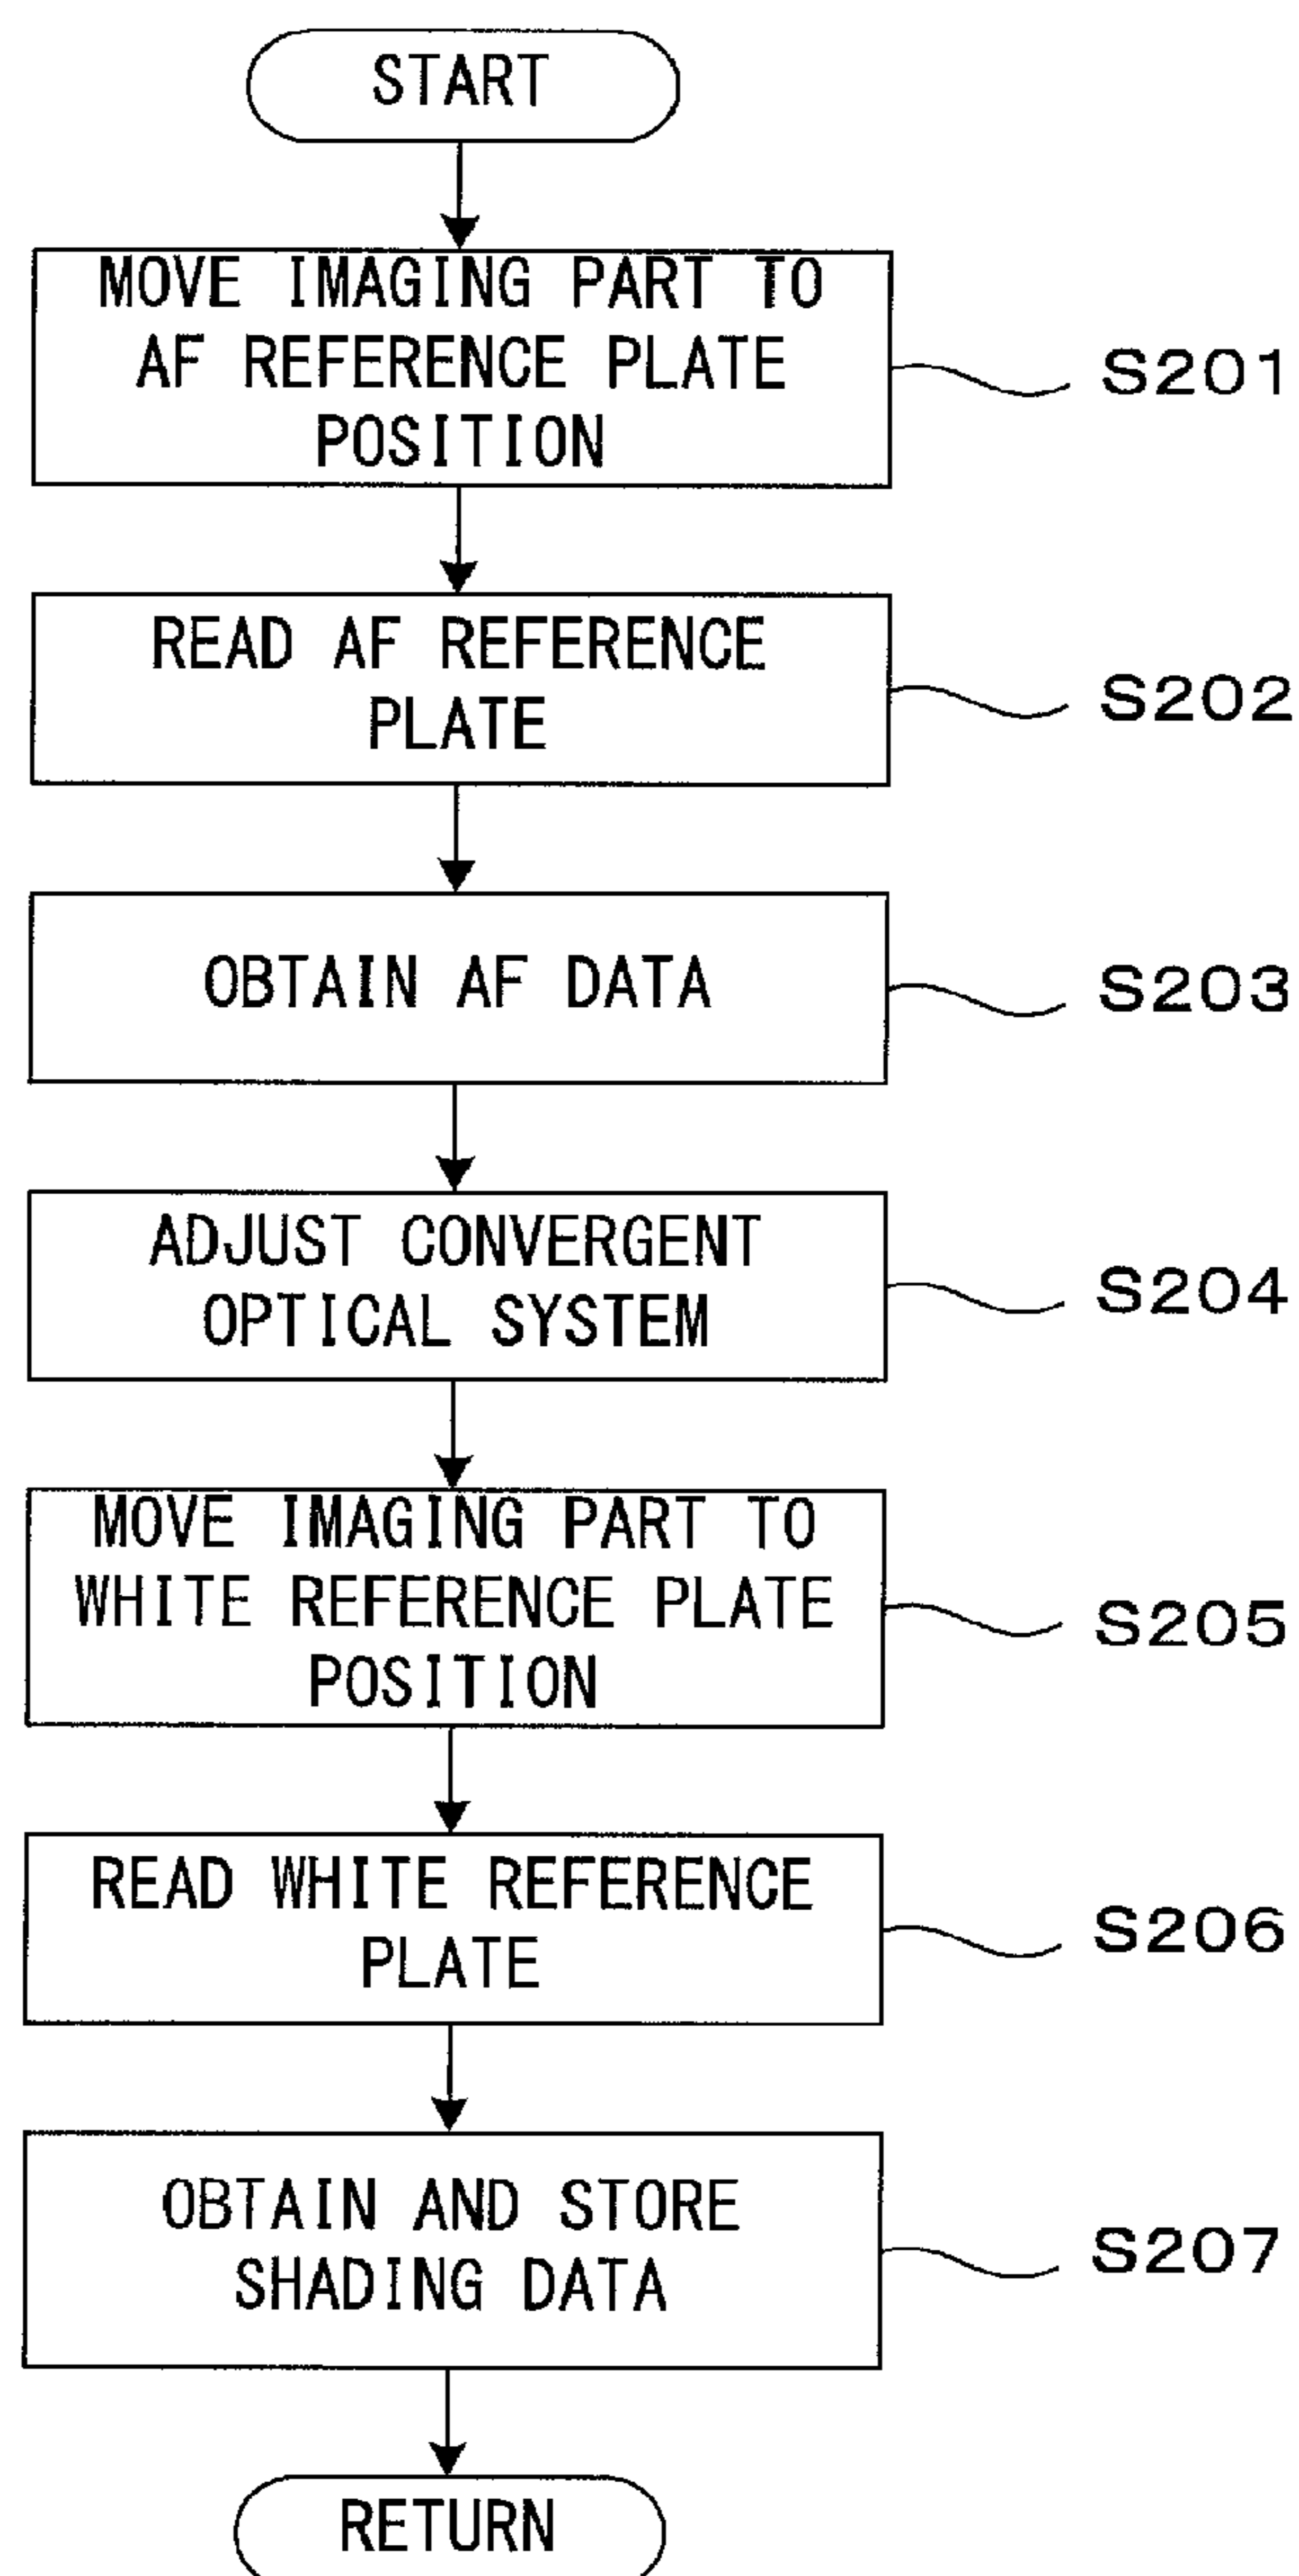 START
MOVE IMAGING PART TO
AF REFERENCE PLATE
POSITION
S201
READ AF REFERENCE
PLATE
S202
OBTAIN AF DATA
S203
ADJUST CONVERGENT
OPTICAL SYSTEM
S204
MOVE IMAGING PART TO
WHITE REFERENCE PLATE
POSITION
S205
READ WHITE REFERENCE
PLATE
S206
OBTAIN AND STORE
SHADING DATA
S207
RETURN